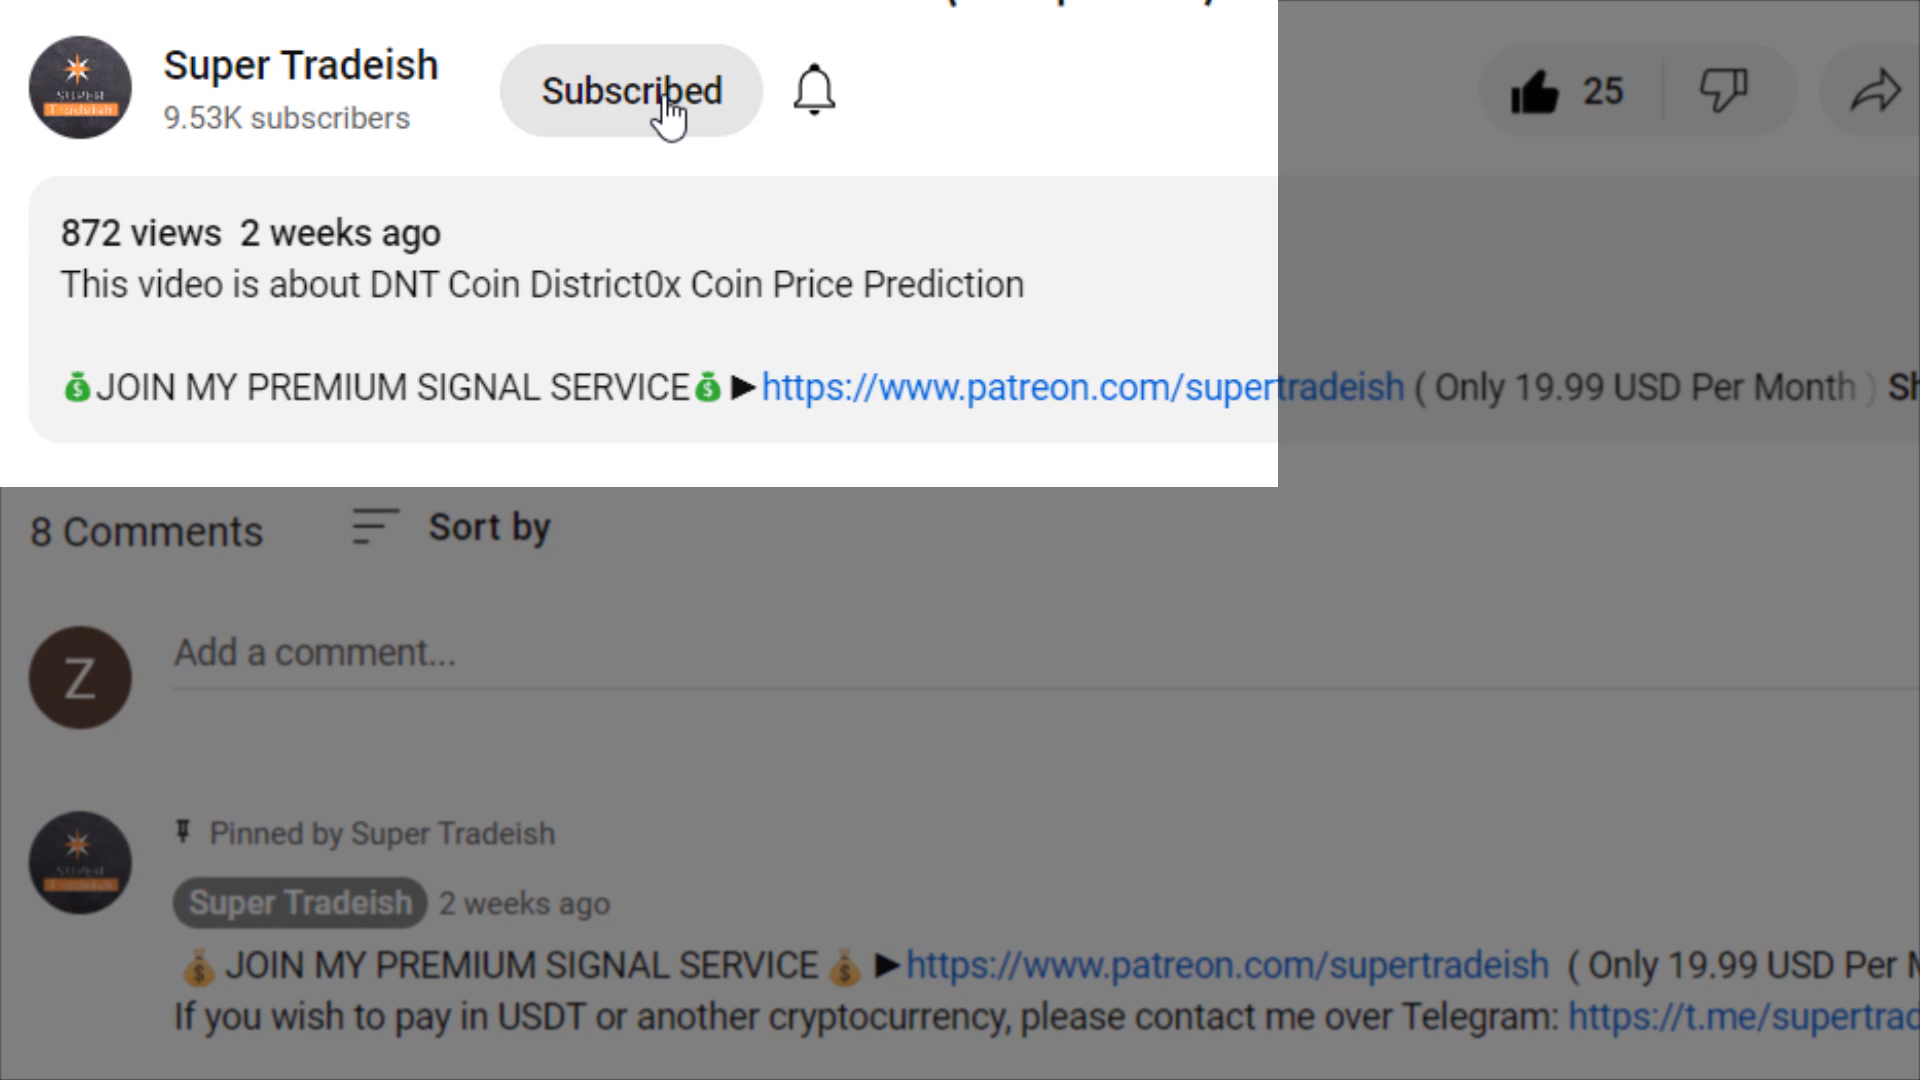 Super Tradeish
9.53K subscribers
Subscribed
25
872 views 2 weeks ago
This video is about DNT Coin District0x Coin Price Prediction
JOIN MY PREMIUM SIGNAL SERVICE ►https://www.patreon.com/supertradeish ( Only 19.99 USD Per Month )
8 Comments
Sort by
Z
Add a comment...
Pinned by Super Tradeish
Super Tradeish 2 weeks ago
JOIN MY PREMIUM SIGNAL SERVICE ►https://www.patreon.com/supertradeish ( Only 19.99 USD Per
If you wish to pay in USDT or another cryptocurrency, please contact me over Telegram: https://t.me/supertrad